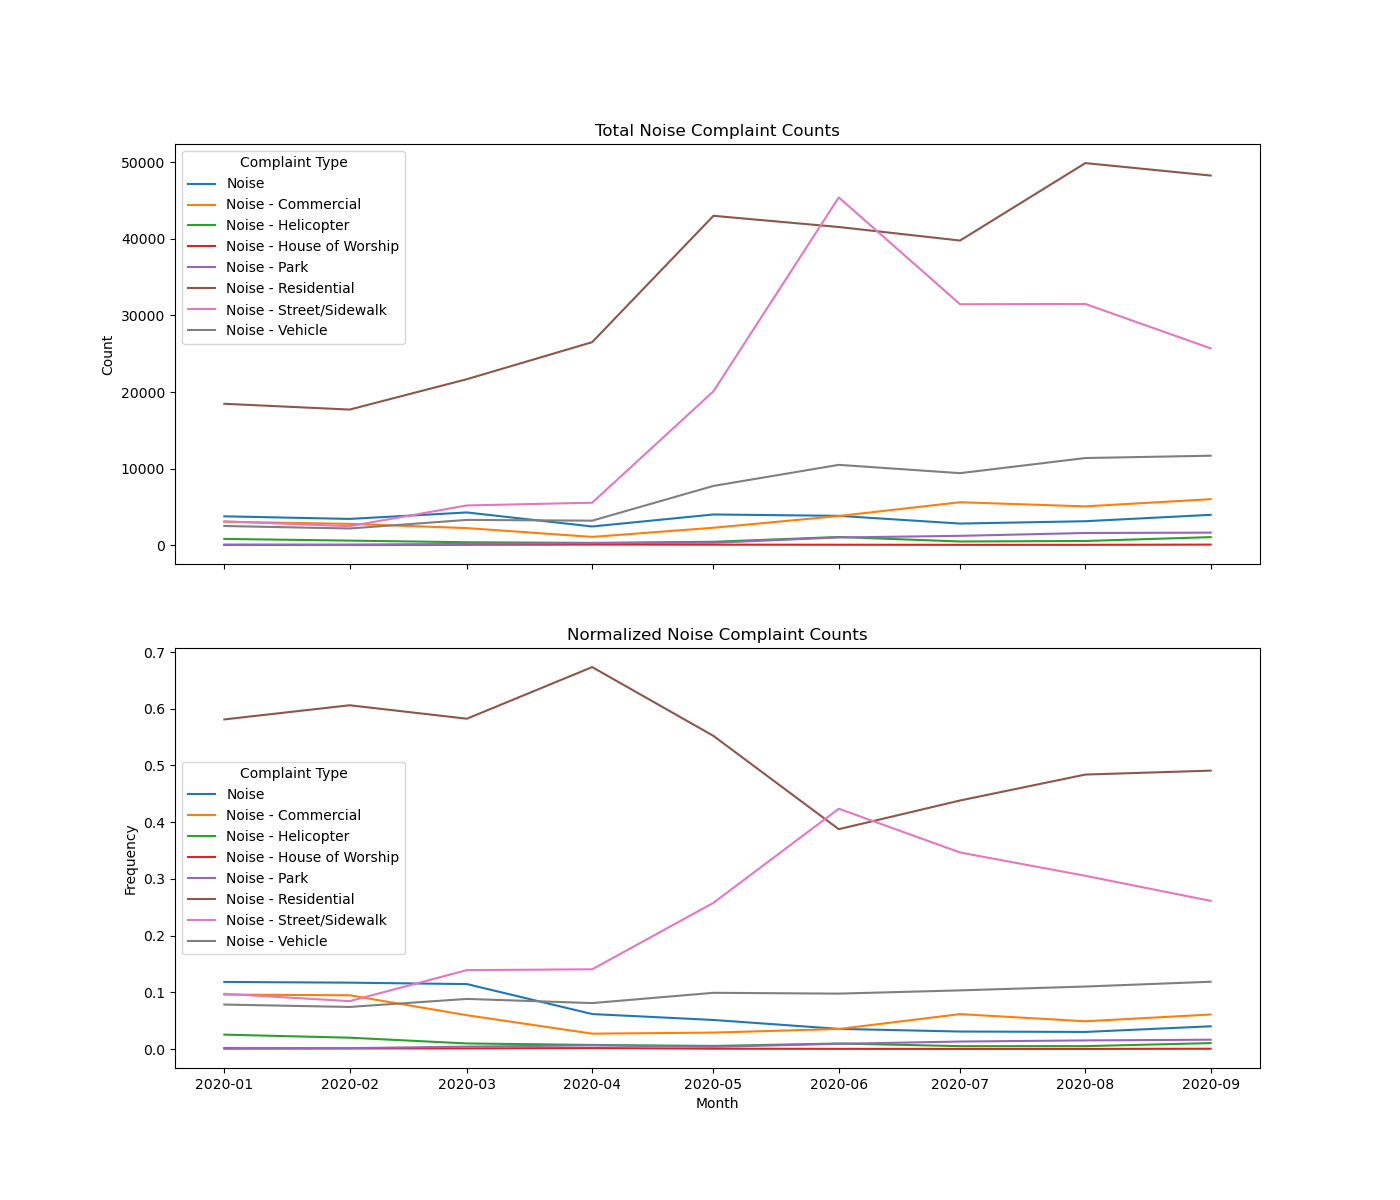 Total Noise Complaint Counts
50000
40000
30000
20000
10000
0
Count
Complaint Type
Noise
Noise - Commercial
Noise - Helicopter
Noise - House of Worship
Noise - Park
Noise - Residential
Noise - Street/Sidewalk
Noise - Vehicle
Normalized Noise Complaint Counts
0.7
0.6
0.5
0.4
0.3
0.2
0.1
0.0
Frequency
Complaint Type
Noise
Noise - Commercial
Noise - Helicopter
Noise - House of Worship
Noise - Park
Noise - Residential
Noise - Street/Sidewalk
Noise - Vehicle
2020-01 2020-02 2020-03 2020-04 2020-05 2020-06 2020-07 2020-08 2020-09
Month